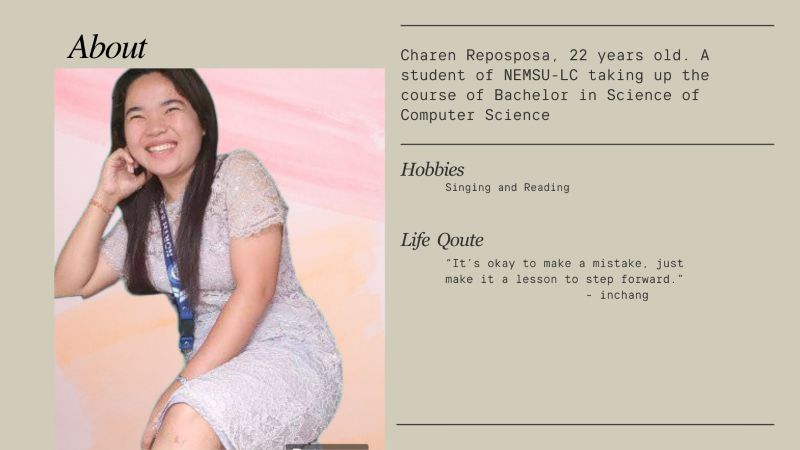 About
Charen Reposposa, 22 years old. A
student of NEMSU-LC taking up the
course of Bachelor in Science of
Computer Science
Hobbies
Singing and Reading
Life Qoute
"It's okay to make a mistake, just
make it a lesson to step forward."
- inchang